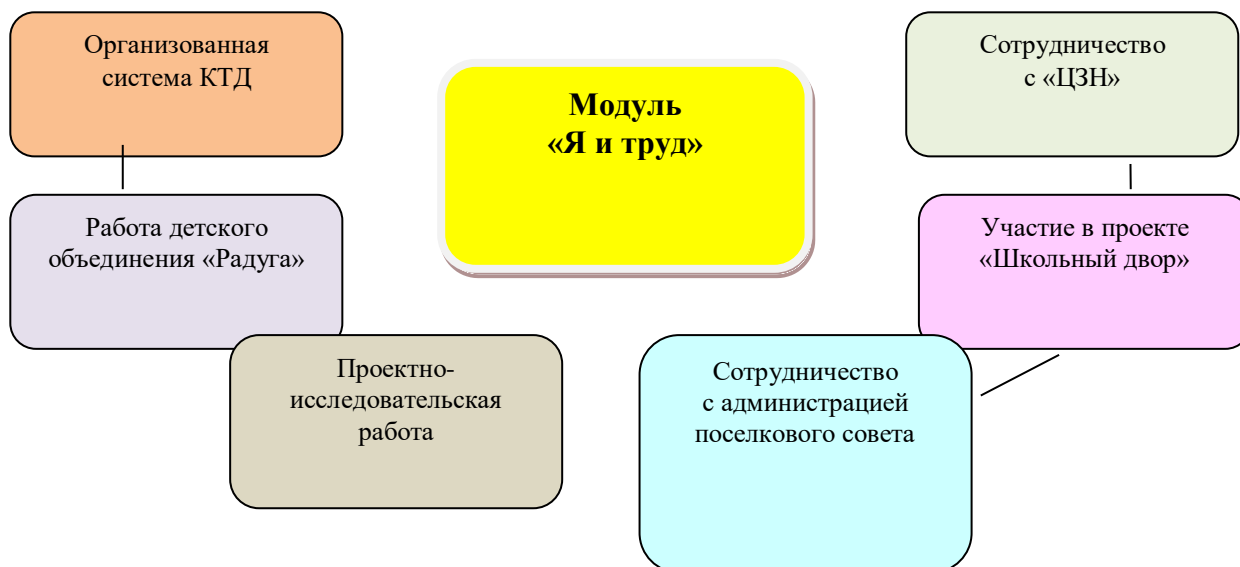 Организованная
система КТД
Модуль
«Я и труд»
Сотрудничество
с «ЦЗН»
Работа детского
объединения «Радуга»
Участие в проекте
«Школьный двор»
Проектно-
исследовательская
работа
Сотрудничество
с администрацией
поселкового совета